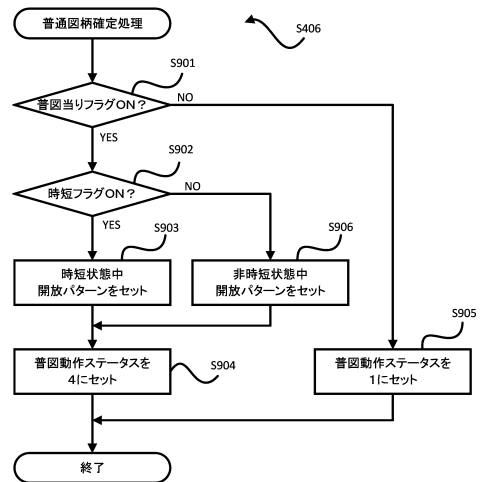 普通図柄確定処理
S406
S901
普図当りフラグON？
NO
YES
S902
時短フラグON？
NO
YES
S903
時短状態中
開放パターンをセット
S906
非時短状態中
開放パターンをセット
S904
普図動作ステータスを
4にセット
S905
普図動作ステータスを
1にセット
終了